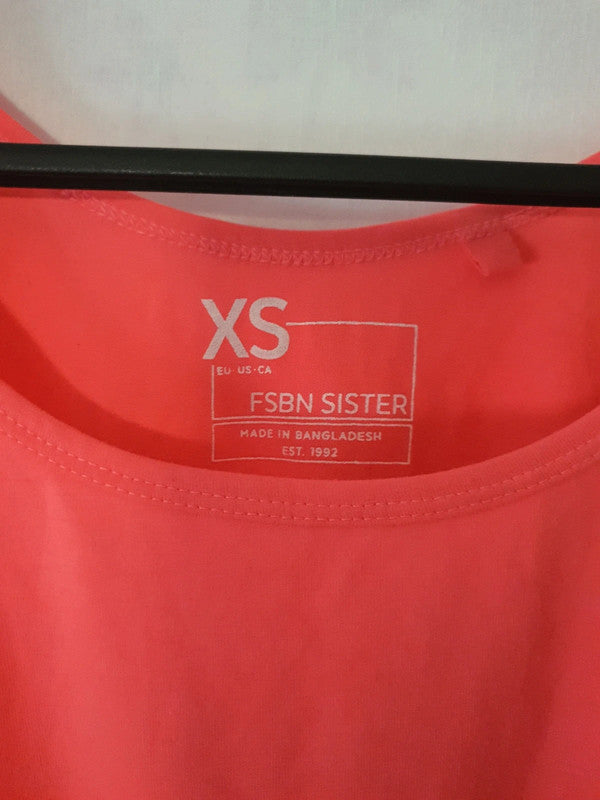 XS
EU·US·CA
FSBN SISTER
MADE IN BANGLADESH
EST. 1992